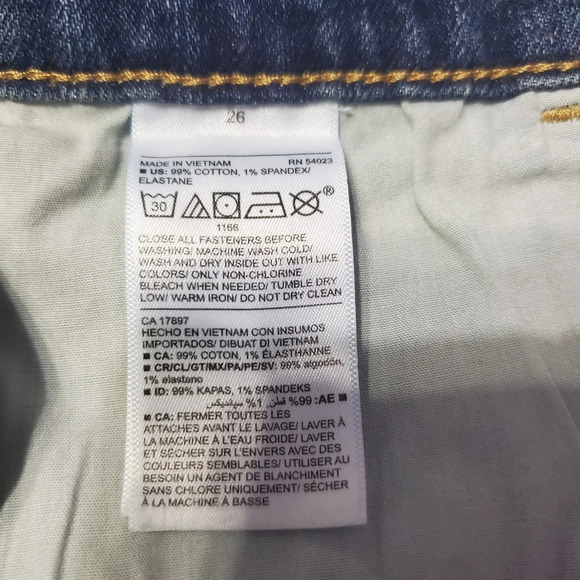 26
MADE IN VIETNAM RN 54023
■ US: 99% COTTON, 1% SPANDEX/
ELASTANE
30 ®
1166
CLOSE ALL FASTENERS BEFORE
WASHING/ MACHINE WASH COLD/
WASH AND DRY INSIDE OUT WITH LIKE
COLORS/ ONLY NON-CHLORINE
BLEACH WHEN NEEDED/ TUMBLE DRY
LOW/ WARM IRON/ DO NOT DRY CLEAN
CA 17897
HECHO EN VIETNAM CON INSUMOS
IMPORTADOS/ DIBUAT DI VIETNAM
■ CA: 99% COTON, 1% ÉLASTHANNE
■ CR/CL/GT/MX/PA/PE/SV: 99% algodón,
1% elastano
■ ID: 99% KAPAS, 1% SPANDEKS
■ AE: 99% قطن, 1% سبانديكس
■ CA: FERMER TOUTES LES
ATTACHES AVANT LE LAVAGE/ LAVER À
LA MACHINE À L'EAU FROIDE/ LAVER
ET SÉCHER SUR L'ENVERS AVEC DES
COULEURS SEMBLABLES/ UTILISER AU
BESOIN UN AGENT DE BLANCHIMENT
SANS CHLORE UNIQUEMENT/ SÉCHER
À LA MACHINE À BASSE